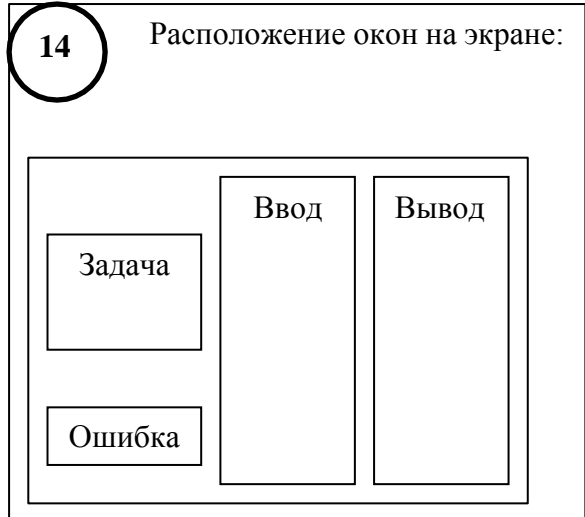 14
Расположение окон на экране:
Ввод
Вывод
Задача
Ошибка